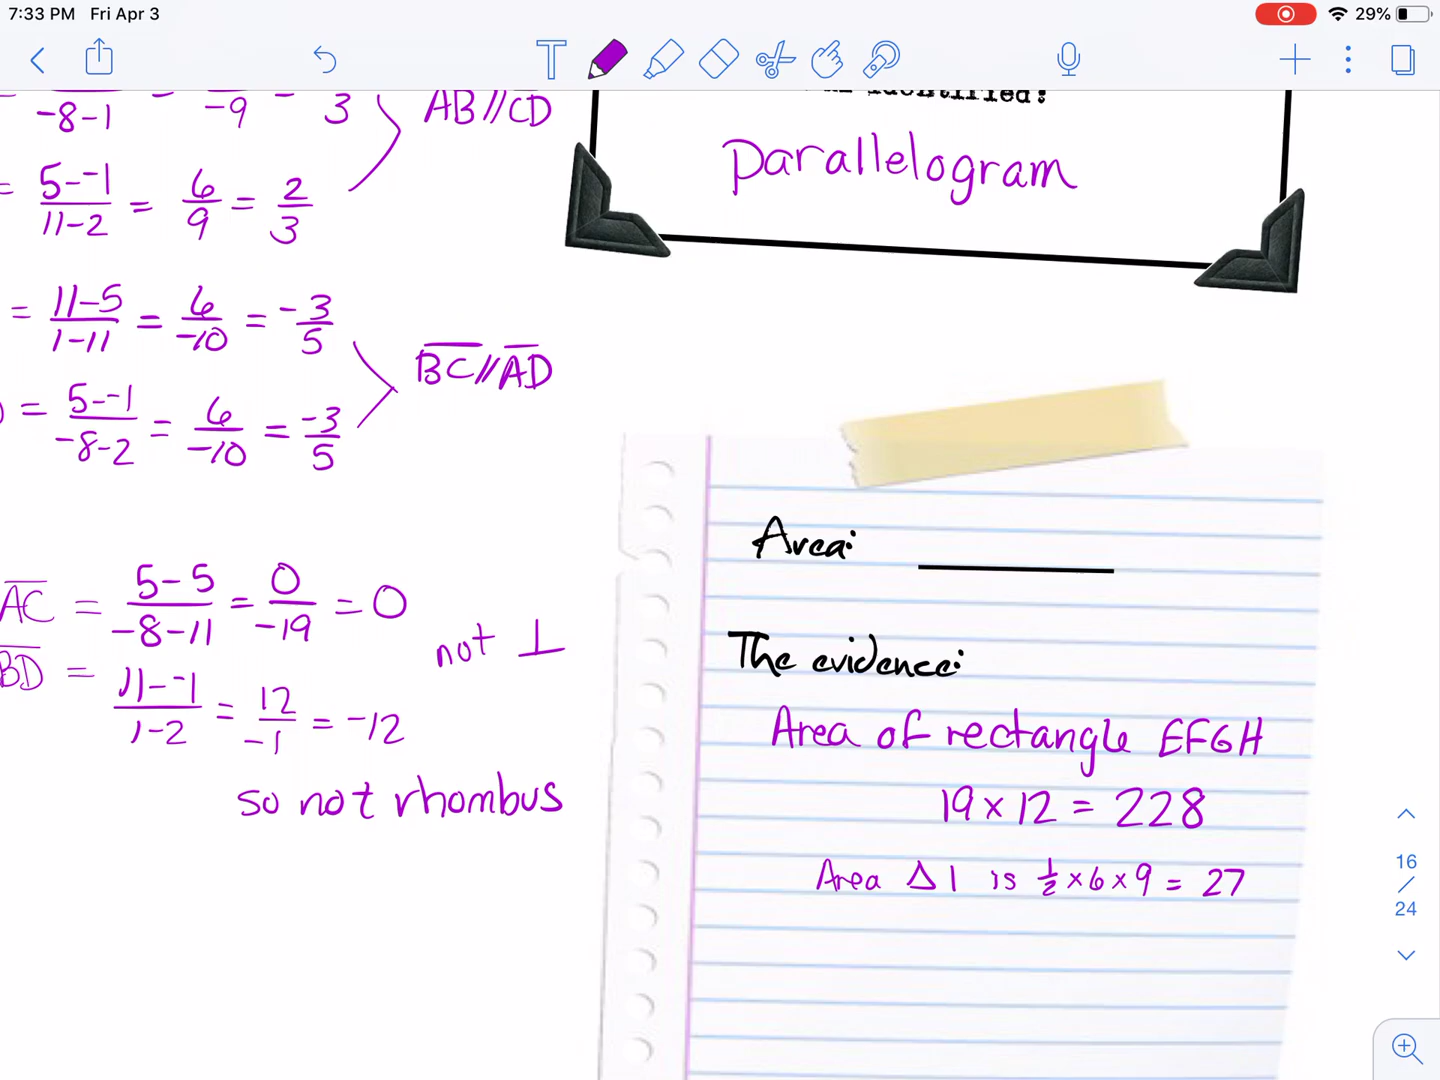 7:33 PM Fri Apr 3
29%
-8-1 = -9 = 3
AB//CD
= 5--1/11-2 = 6/9 = 2/3
Parallelogram
= 11-5/1-11 = 6/-10 = -3/5
BC//AD
= 5--1/-8-2 = 6/-10 = -3/5
AC = 5-5/-8-11 = 0/-19 = 0
not ⊥
BD = 11--1/1-2 = 12/-1 = -12
so not rhombus
Area:
The evidence:
Area of rectangle EFGH
19 × 12 = 228
Area △ 1 is 1/2 × 6 × 9 = 27
16
/
24